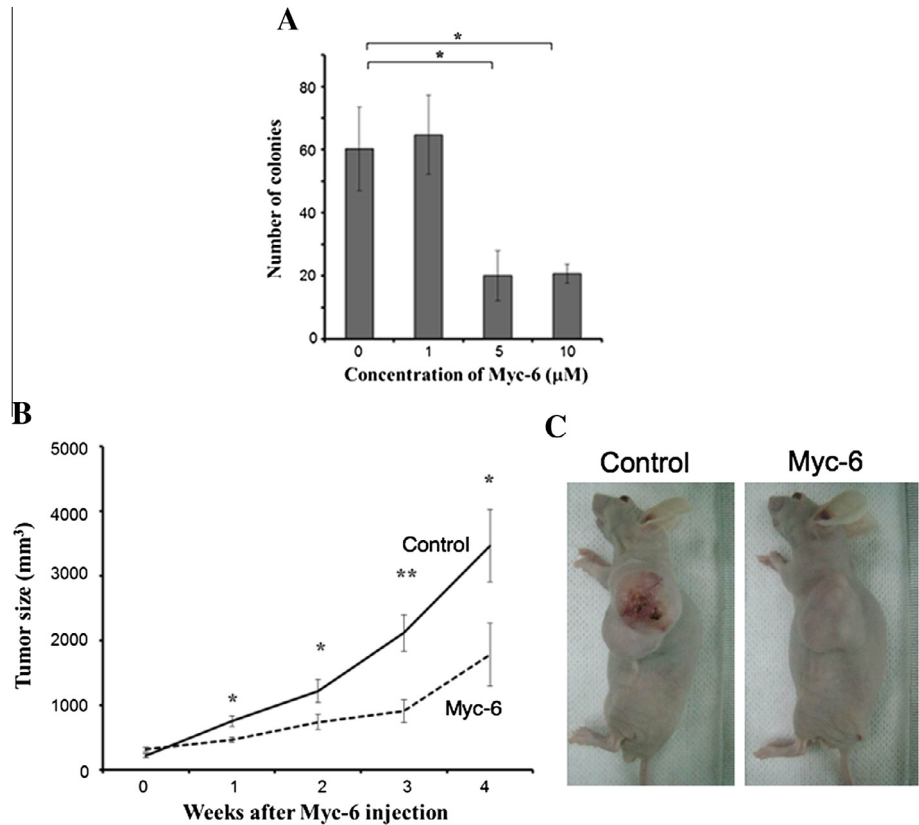 A
*
*
80
60
40
20
0
Number of colonies
0 1 5 10
Concentration of Myc-6 (μM)
B
5000
4000
3000
2000
1000
0
Tumor size (mm³)
*
*
**
*
Control
Myc-6
0 1 2 3 4
Weeks after Myc-6 injection
C
Control Myc-6